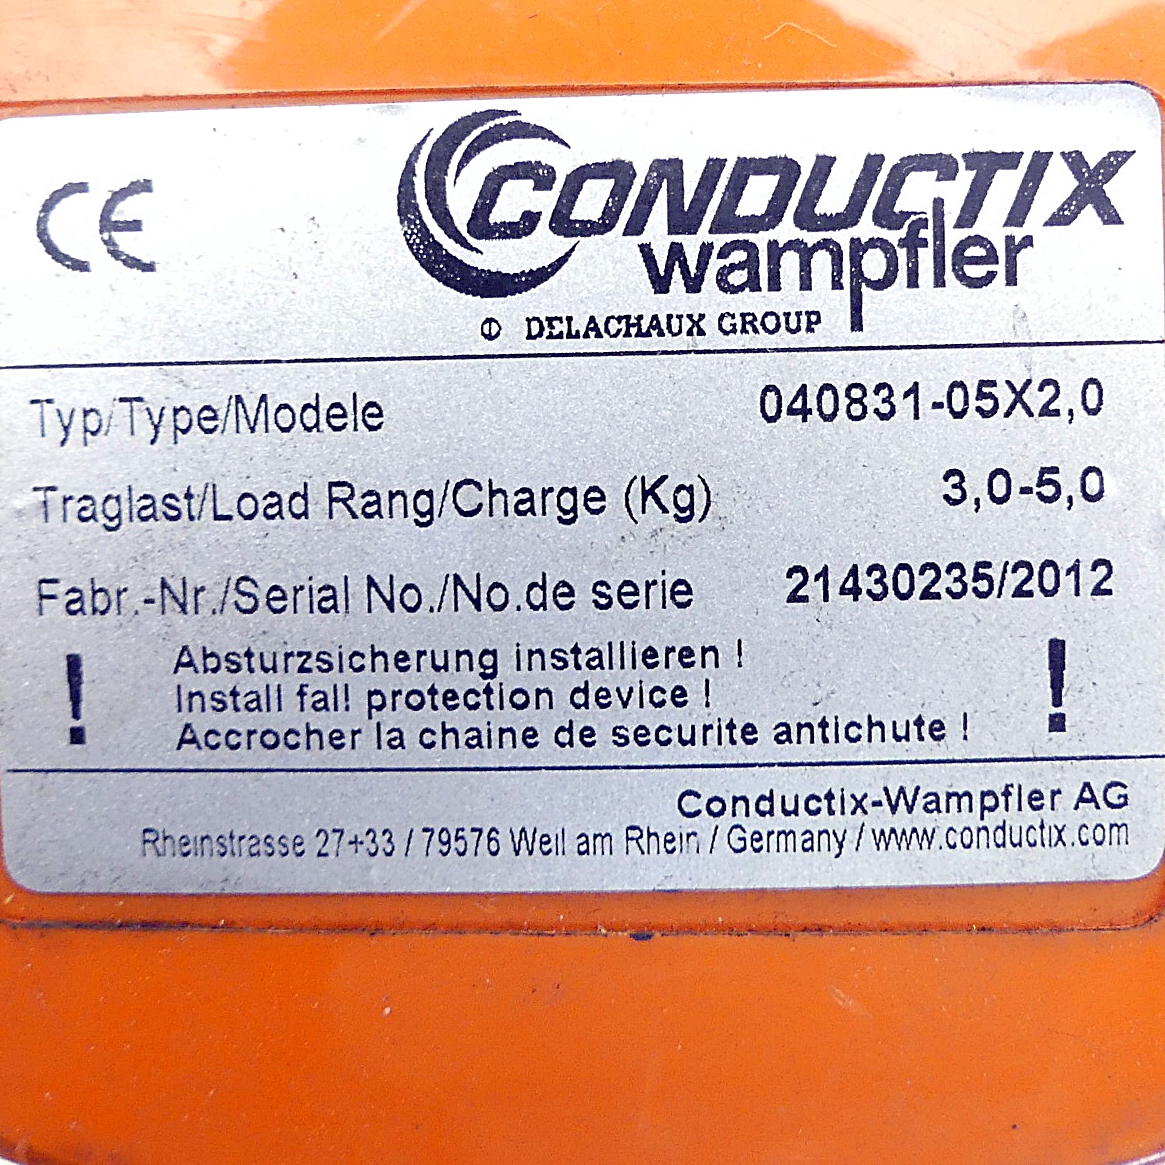 CE
CONDUCTIX
wampfler
DELACHAUX GROUP
Typ/Type/Modele 040831-05X2,0
Traglast/Load Rang/Charge (Kg) 3,0-5,0
Fabr.-Nr./Serial No./No.de serie 21430235/2012
! Absturzsicherung installieren ! !
Install fall protection device !
Accrocher la chaine de securite antichute !
Conductix-Wampfler AG
Rheinstrasse 27+33 / 79576 Weil am Rhein / Germany / www.conductix.com